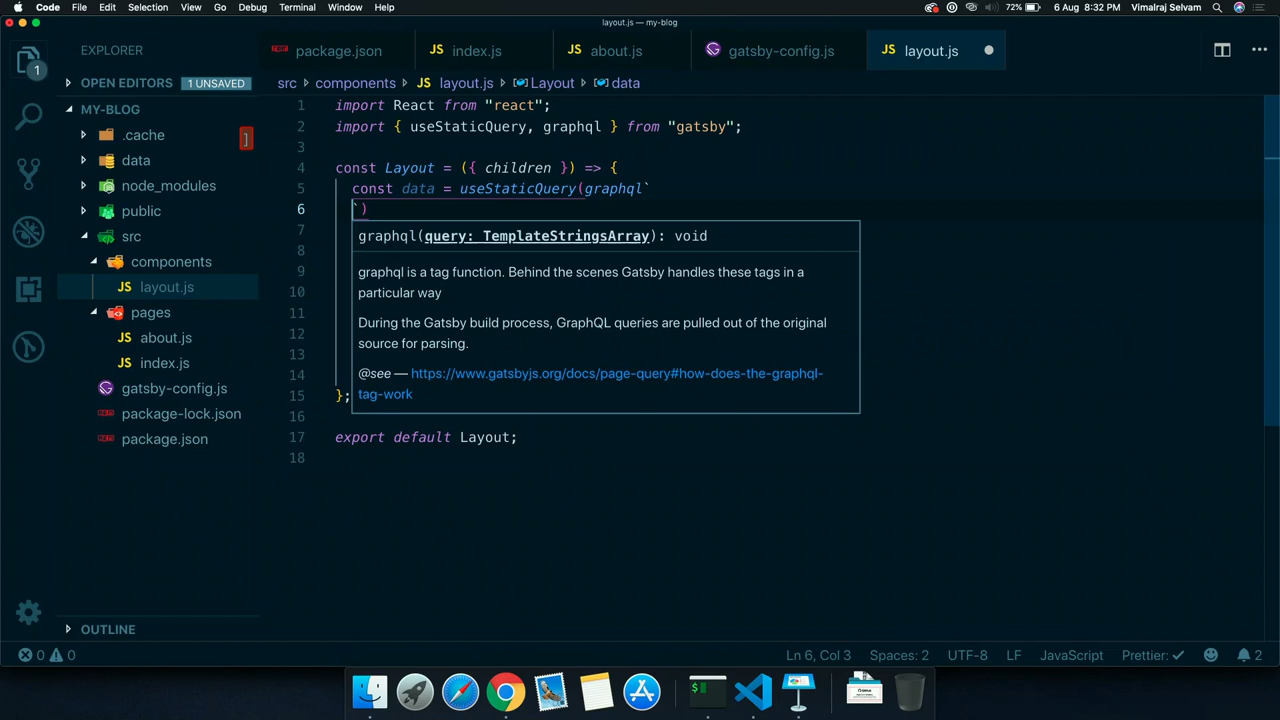 Code File Edit Selection View Go Debug Terminal Window Help 72% 6 Aug 8:32 PM Vimalraj Selvam
layout.js — my-blog
EXPLORER
package.json
JS index.js
JS about.js
gatsby-config.js
JS layout.js
1
OPEN EDITORS 1 UNSAVED
MY-BLOG
.cache
]
data
node_modules
public
src
components
JS layout.js
pages
JS about.js
JS index.js
gatsby-config.js
package-lock.json
package.json
OUTLINE
src › components › JS layout.js › Layout › data
1 import React from "react";
2 import { useStaticQuery, graphql } from "gatsby";
3
4 const Layout = ({ children }) => {
5 const data = useStaticQuery(graphql`
6 `)
7
8
9
10
11
12
13
14
15 };
16
17 export default Layout;
18
graphql(query: TemplateStringsArray): void
graphql is a tag function. Behind the scenes Gatsby handles these tags in a
particular way
During the Gatsby build process, GraphQL queries are pulled out of the original
source for parsing.
@see — https://www.gatsbyjs.org/docs/page-query#how-does-the-graphql-
tag-work
0 0 Ln 6, Col 3 Spaces: 2 UTF-8 LF JavaScript Prettier: ✓ 2
$